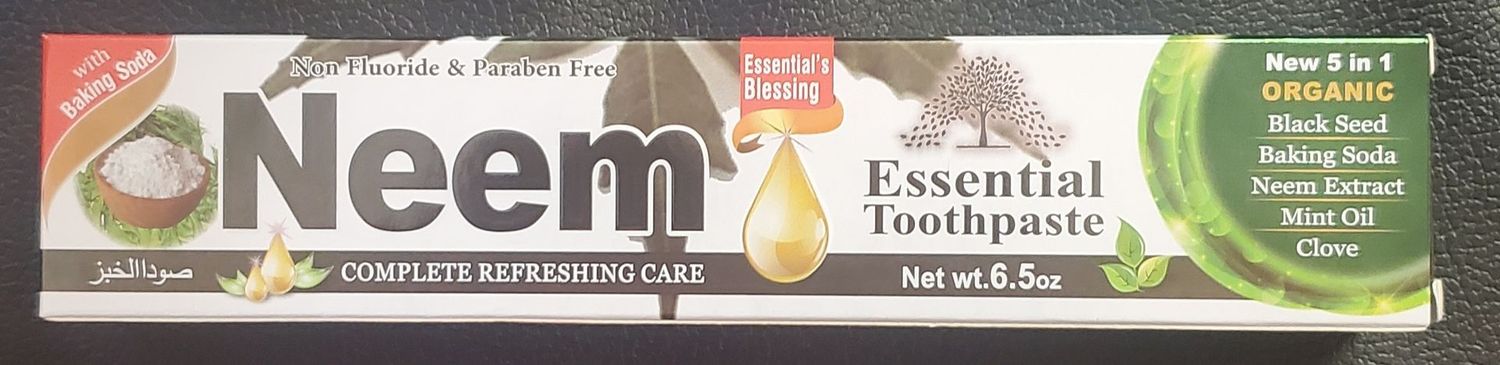 with
Baking Soda
Non Fluoride & Paraben Free
Neem
صودا الخبز
COMPLETE REFRESHING CARE
Essential's
Blessing
Essential
Toothpaste
Net wt.6.5oz
New 5 in 1
ORGANIC
Black Seed
Baking Soda
Neem Extract
Mint Oil
Clove